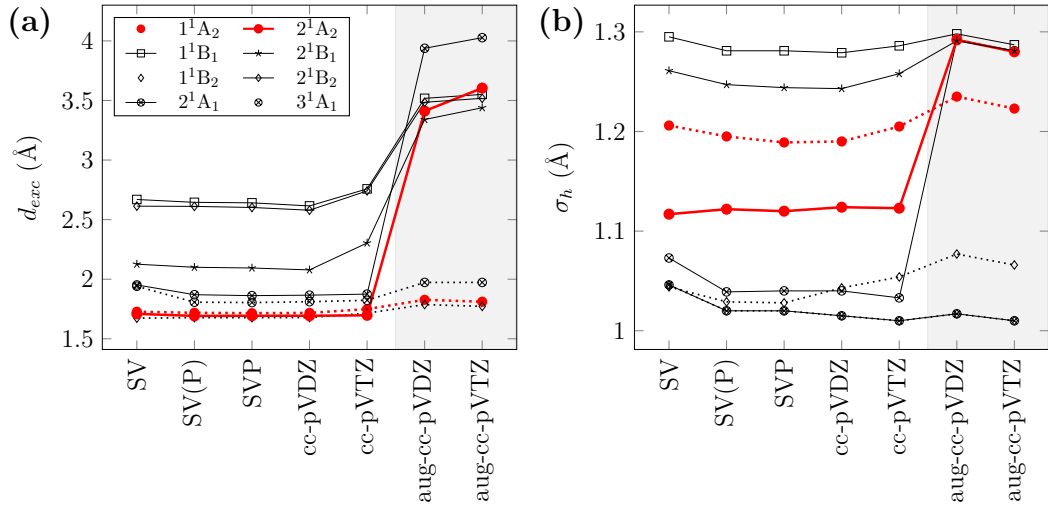 (a)
(b)
1¹A₂ 2¹A₂
1¹B₁ 2¹B₁
1¹B₂ 2¹B₂
2¹A₁ 3¹A₁
4
3.5
3
2.5
2
1.5
d_exc (Å)
SV
SV(P)
SVP
cc-pVDZ
cc-pVTZ
aug-cc-pVDZ
aug-cc-pVTZ
1.3
1.2
1.1
1
σ_h (Å)
SV
SV(P)
SVP
cc-pVDZ
cc-pVTZ
aug-cc-pVDZ
aug-cc-pVTZ